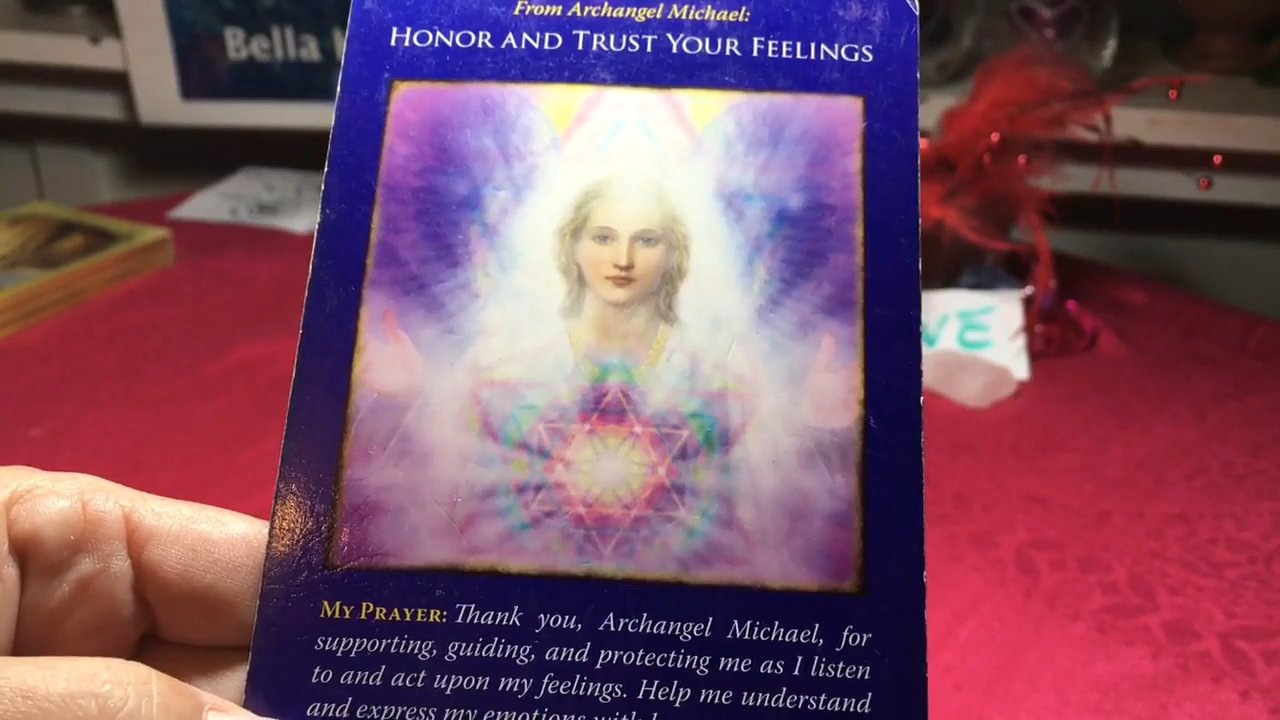 From Archangel Michael:
HONOR AND TRUST YOUR FEELINGS
Bella
MY PRAYER: Thank you, Archangel Michael, for
supporting, guiding, and protecting me as I listen
to and act upon my feelings. Help me understand
and express my emotions with